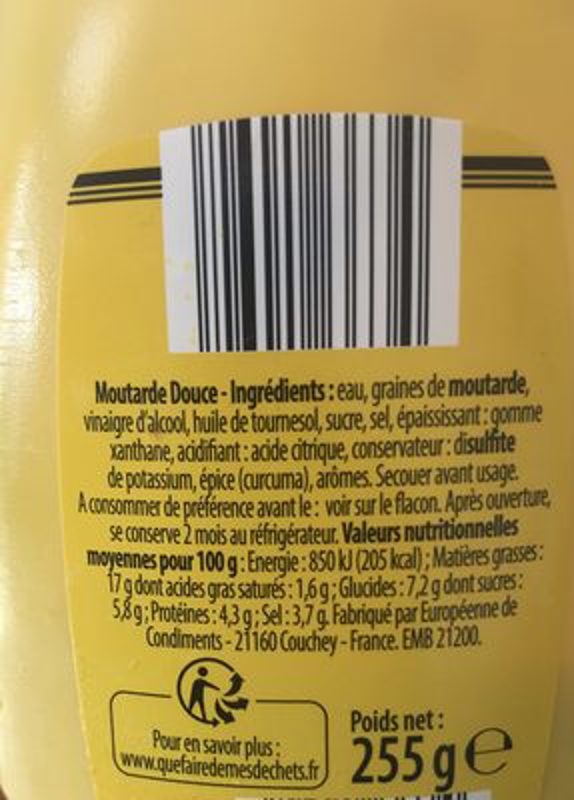 Moutarde Douce - Ingrédients : eau, graines de moutarde,
vinaigre d'alcool, huile de tournesol, sucre, sel, épaississant : gomme
xanthane, acidifiant : acide citrique, conservateur : disulfite
de potassium, épice (curcuma), arômes. Secouer avant usage.
A consommer de préférence avant le : voir sur le flacon. Après ouverture,
se conserve 2 mois au réfrigérateur. Valeurs nutritionnelles
moyennes pour 100 g : Energie : 850 kJ (205 kcal) ; Matières grasses :
17 g dont acides gras saturés : 1,6 g ; Glucides : 7,2 g dont sucres :
5,8 g ; Protéines : 4,3 g ; Sel : 3,7 g. Fabriqué par Européenne de
Condiments - 21160 Couchey - France. EMB 21200.
Pour en savoir plus :
www.quefairedemesdechets.fr
Poids net :
255 g e